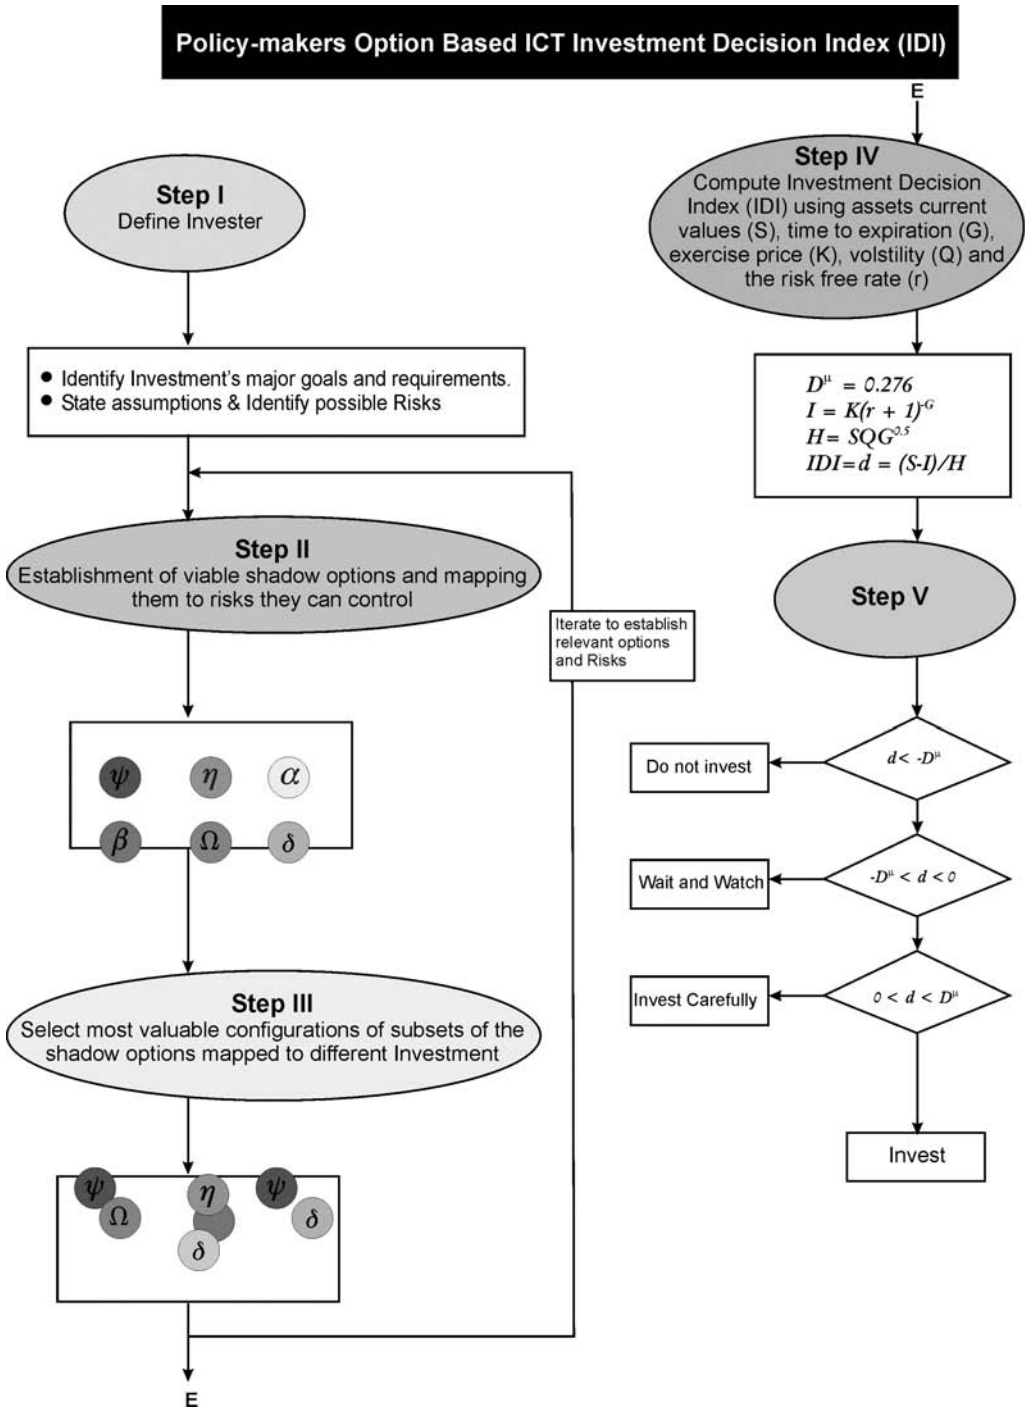 Policy-makers Option Based ICT Investment Decision Index (IDI)
Step I
Define Invester
● Identify Investment's major goals and requirements.
● State assumptions & Identify possible Risks
Step II
Establishment of viable shadow options and mapping
them to risks they can control
Iterate to establish
relevant options
and Risks
ψ η α
β Ω δ
Step III
Select most valuable configurations of subsets of the
shadow options mapped to different Investment
ψ η ψ
Ω δ
δ
E
E
Step IV
Compute Investment Decision
Index (IDI) using assets current
values (S), time to expiration (G),
exercise price (K), volstility (Q) and
the risk free rate (r)
D^μ = 0.276
I = K(r + 1)^-G
H= SQG^0.5
IDI=d = (S-I)/H
Step V
d< -D^μ
Do not invest
-D^μ < d < 0
Wait and Watch
0 < d < D^μ
Invest Carefully
Invest